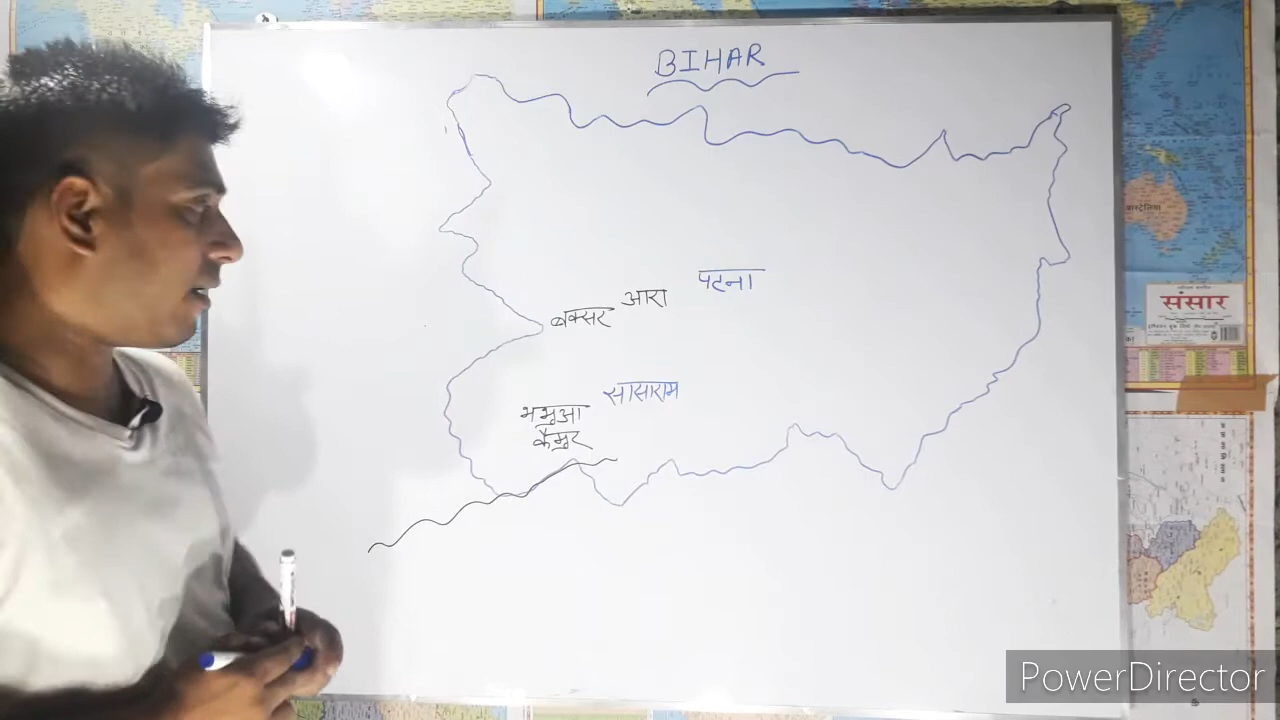 BIHAR
पटना
आरा
बक्सर
सासाराम
भभुआ
कैमुर
संसार
PowerDirector